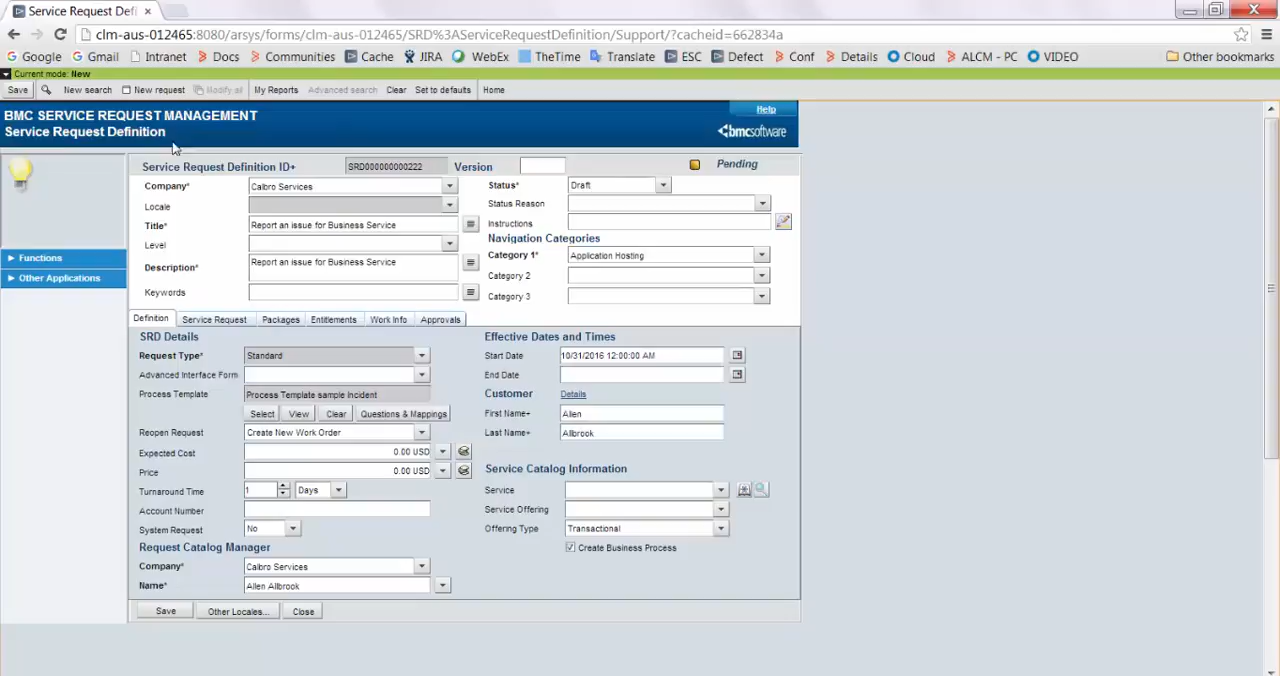 Service Request Defi ×
clm-aus-012465:8080/arsys/forms/clm-aus-012465/SRD%3AServiceRequestDefinition/Support/?cacheid=662834a
Google Gmail Intranet Docs Communities Cache JIRA WebEx TheTime Translate ESC Defect Conf Details Cloud ALCM - PC VIDEO Other bookmarks
Current mode: New
Save New search New request Modify all My Reports Advanced search Clear Set to defaults Home
BMC SERVICE REQUEST MANAGEMENT Help
Service Request Definition bmcsoftware
Service Request Definition ID+ SRD000000000222 Version Pending
Company* Calbro Services Status* Draft
Locale Status Reason
Title* Report an issue for Business Service Instructions
Level Navigation Categories
Functions Category 1* Application Hosting
Description* Report an issue for Business Service Category 2
Other Applications
Keywords Category 3
Definition Service Request Packages Entitlements Work Info Approvals
SRD Details Effective Dates and Times
Request Type* Standard Start Date 10/31/2016 12:00:00 AM
Advanced Interface Form End Date
Process Template Process Template sample Incident Customer Details
Select View Clear Questions & Mappings First Name+ Allen
Reopen Request Create New Work Order Last Name+ Allbrook
Expected Cost 0.00 USD
Price 0.00 USD Service Catalog Information
Turnaround Time 1 Days Service
Account Number Service Offering
System Request No Offering Type Transactional
Request Catalog Manager Create Business Process
Company* Calbro Services
Name* Allen Allbrook
Save Other Locales... Close